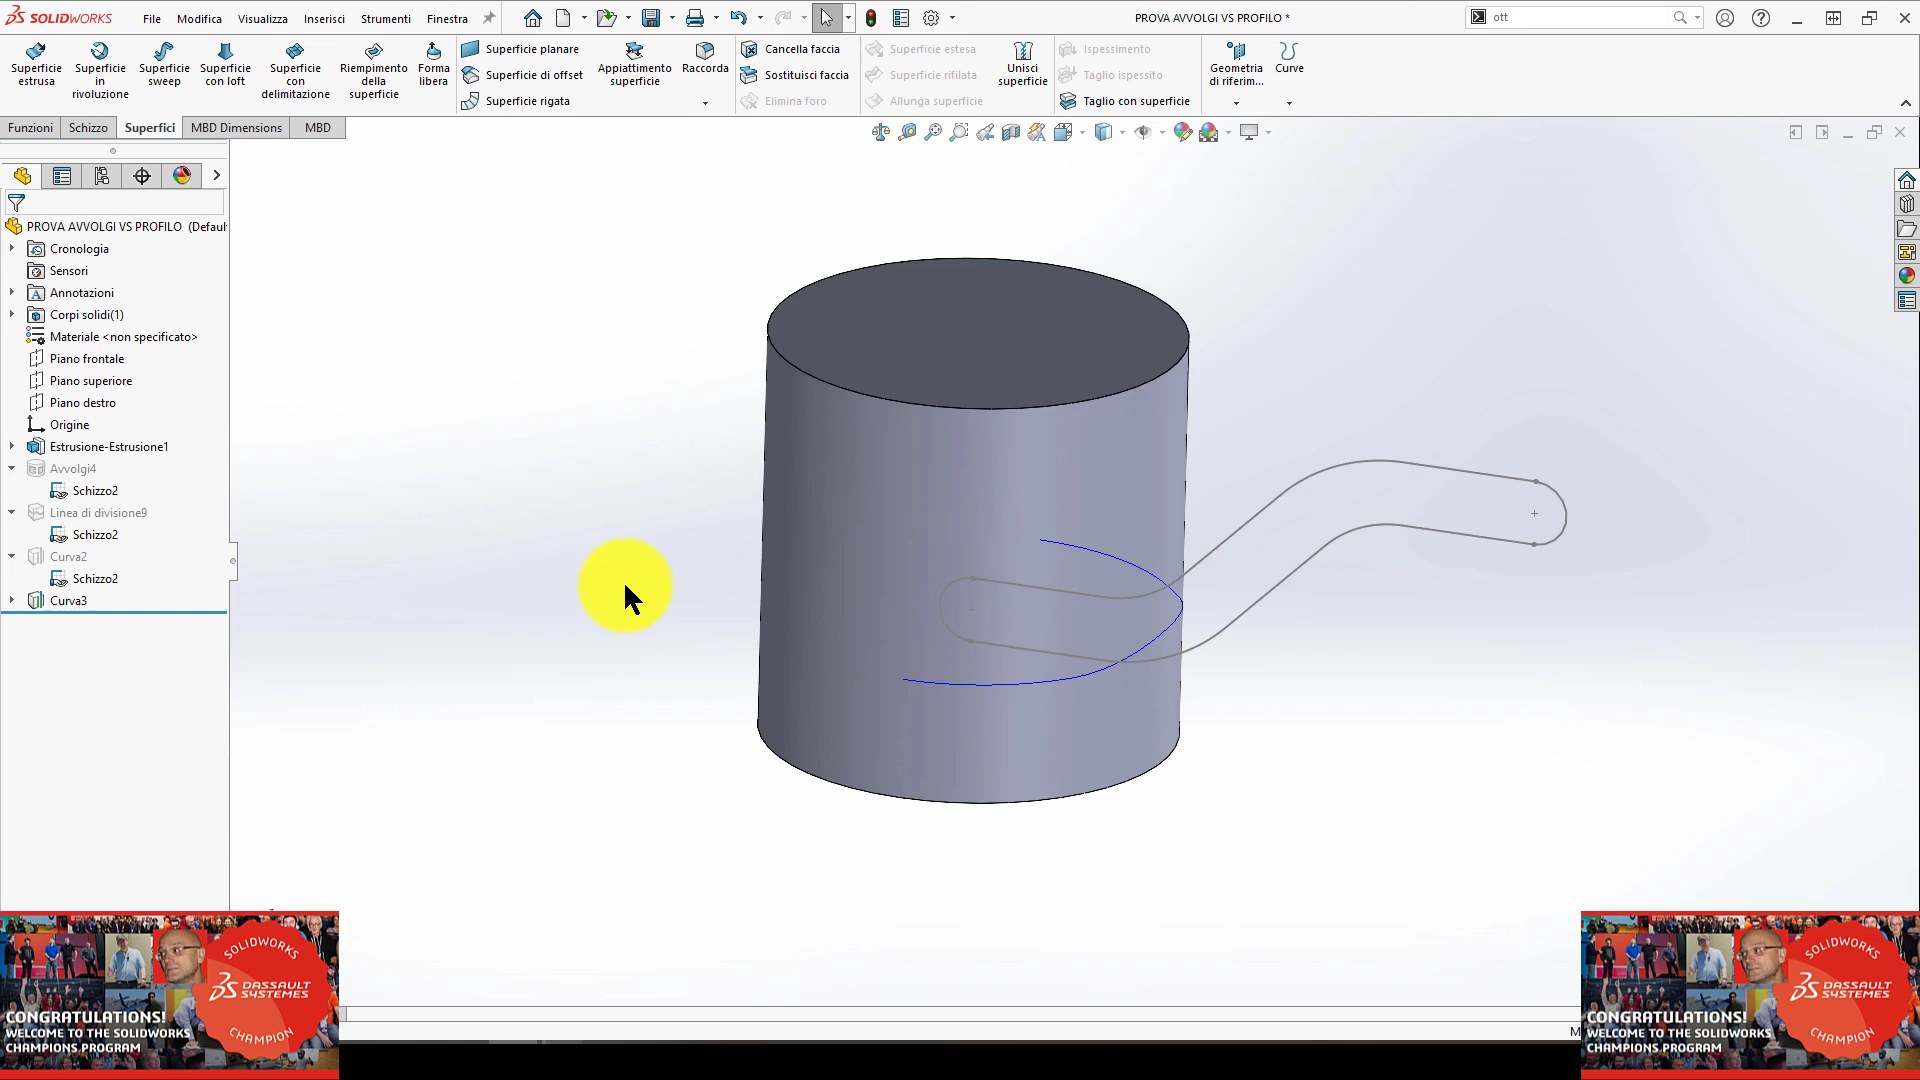 SOLIDWORKS
File
Modifica
Visualizza
Inserisci
Strumenti
Finestra
PROVA AVVOLGI VS PROFILO *
ott
Superficie estrusa
Superficie in rivoluzione
Superficie sweep
Superficie con loft
Superficie con delimitazione
Riempimento della superficie
Forma libera
Superficie planare
Superficie di offset
Superficie rigata
Appiattimento superficie
Raccorda
Cancella faccia
Sostituisci faccia
Elimina foro
Superficie estesa
Superficie rifilata
Allunga superficie
Unisci superficie
Ispessimento
Taglio ispessito
Taglio con superficie
Geometria di riferim...
Curve
Funzioni
Schizzo
Superfici
MBD Dimensions
MBD
PROVA AVVOLGI VS PROFILO (Defaul
Cronologia
Sensori
Annotazioni
Corpi solidi(1)
Materiale <non specificato>
Piano frontale
Piano superiore
Piano destro
Origine
Estrusione-Estrusione1
Avvolgi4
Schizzo2
Linea di divisione9
Schizzo2
Curva2
Schizzo2
Curva3
M
SOLIDWORKS
DASSAULT SYSTEMES
CHAMPION
CONGRATULATIONS!
WELCOME TO THE SOLIDWORKS
CHAMPIONS PROGRAM
SOLIDWORKS
DASSAULT SYSTEMES
CHAMPION
CONGRATULATIONS!
WELCOME TO THE SOLIDWORKS
CHAMPIONS PROGRAM